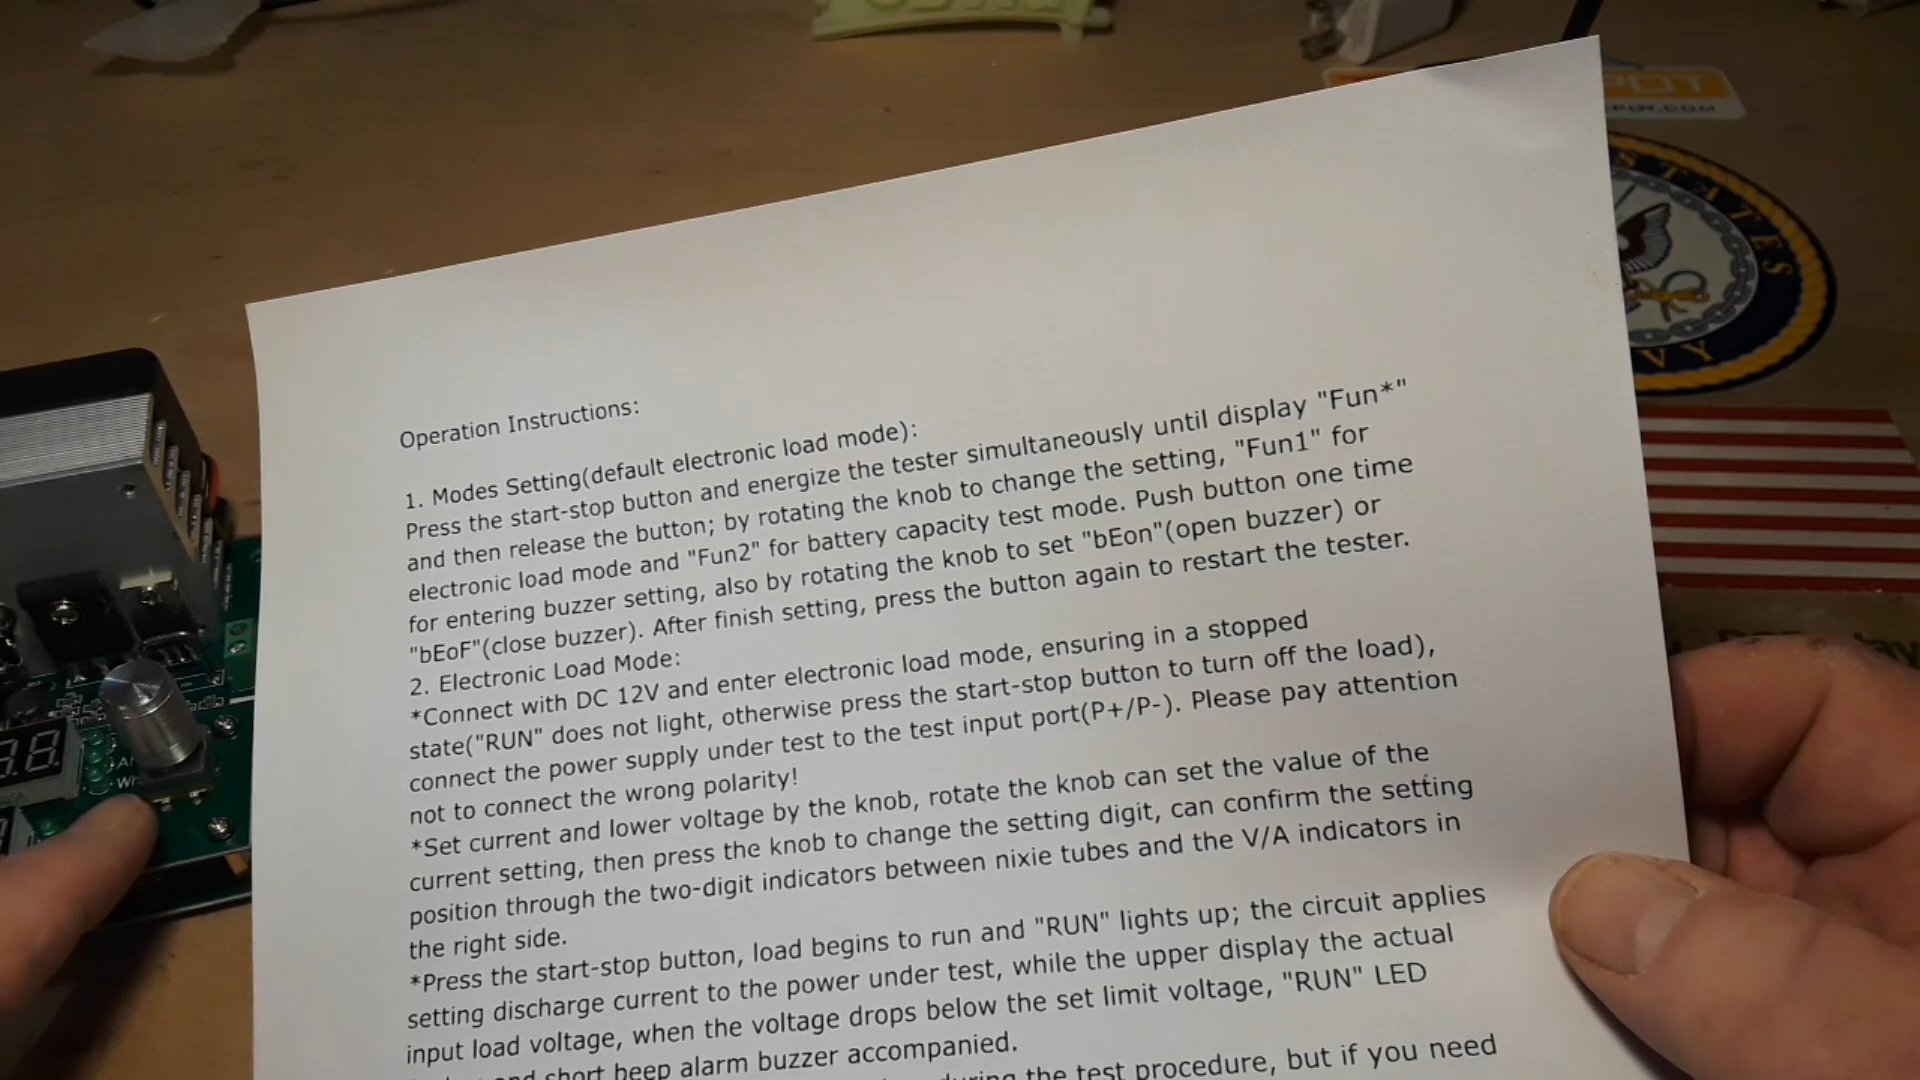 POT
STATES
VY
Operation Instructions:
1. Modes Setting(default electronic load mode):
Press the start-stop button and energize the tester simultaneously until display "Fun*"
and then release the button; by rotating the knob to change the setting, "Fun1" for
electronic load mode and "Fun2" for battery capacity test mode. Push button one time
for entering buzzer setting, also by rotating the knob to set "bEon"(open buzzer) or
"bEoF"(close buzzer). After finish setting, press the button again to restart the tester.
2. Electronic Load Mode:
*Connect with DC 12V and enter electronic load mode, ensuring in a stopped
state("RUN" does not light, otherwise press the start-stop button to turn off the load),
connect the power supply under test to the test input port(P+/P-). Please pay attention
not to connect the wrong polarity!
*Set current and lower voltage by the knob, rotate the knob can set the value of the
current setting, then press the knob to change the setting digit, can confirm the setting
position through the two-digit indicators between nixie tubes and the V/A indicators in
the right side.
*Press the start-stop button, load begins to run and "RUN" lights up; the circuit applies
setting discharge current to the power under test, while the upper display the actual
input load voltage, when the voltage drops below the set limit voltage, "RUN" LED
and short beep alarm buzzer accompanied.
during the test procedure, but if you need